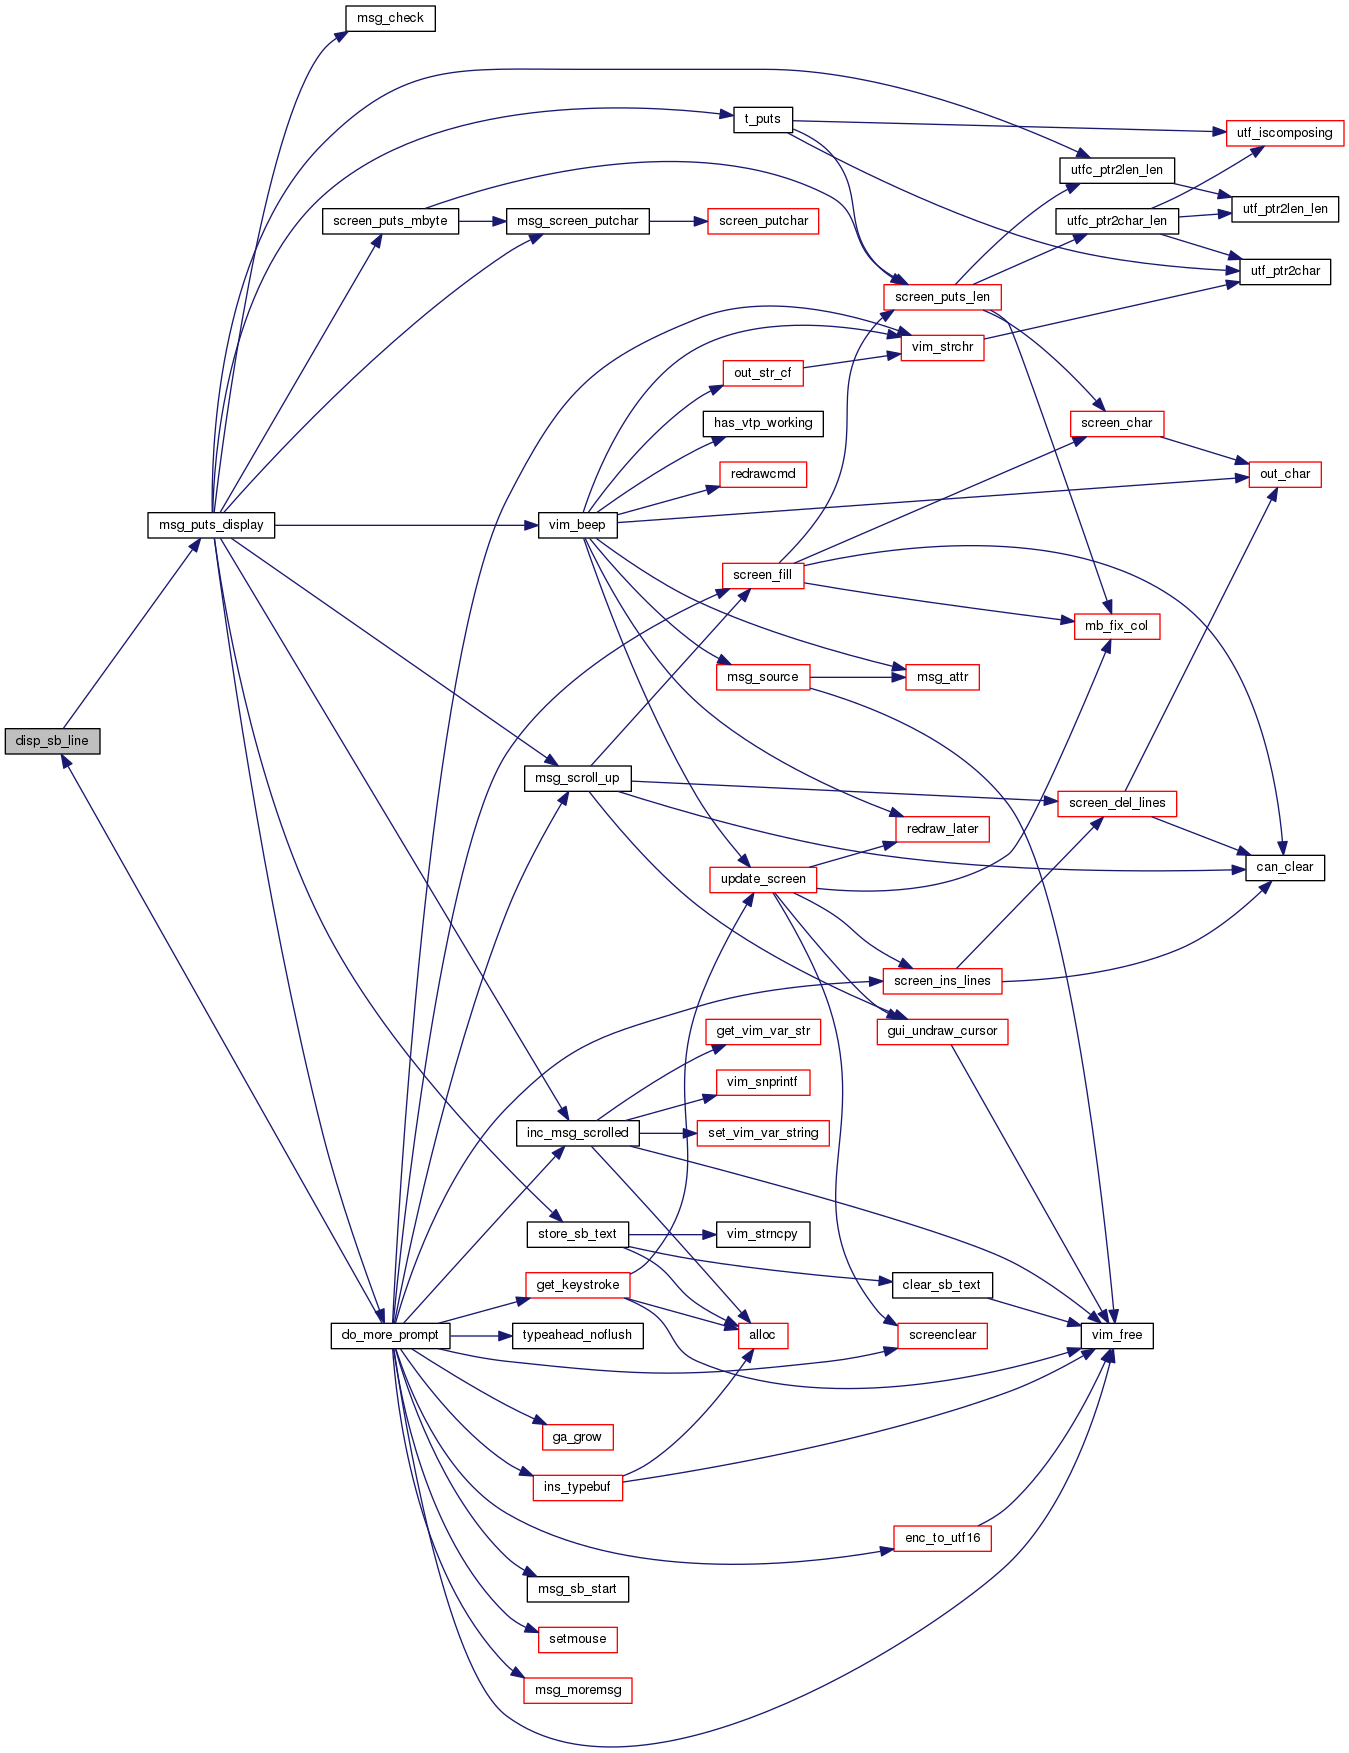 msg_check
t_puts
utf_iscomposing
utfc_ptr2len_len
utf_ptr2len_len
screen_puts_mbyte
msg_screen_putchar
screen_putchar
utfc_ptr2char_len
utf_ptr2char
screen_puts_len
vim_strchr
out_str_cf
has_vtp_working
screen_char
redrawcmd
out_char
msg_puts_display
vim_beep
screen_fill
mb_fix_col
msg_source
msg_attr
disp_sb_line
msg_scroll_up
screen_del_lines
redraw_later
can_clear
update_screen
screen_ins_lines
get_vim_var_str
gui_undraw_cursor
vim_snprintf
inc_msg_scrolled
set_vim_var_string
store_sb_text
vim_strncpy
get_keystroke
clear_sb_text
do_more_prompt
typeahead_noflush
alloc
screenclear
vim_free
ga_grow
ins_typebuf
enc_to_utf16
msg_sb_start
setmouse
msg_moremsg